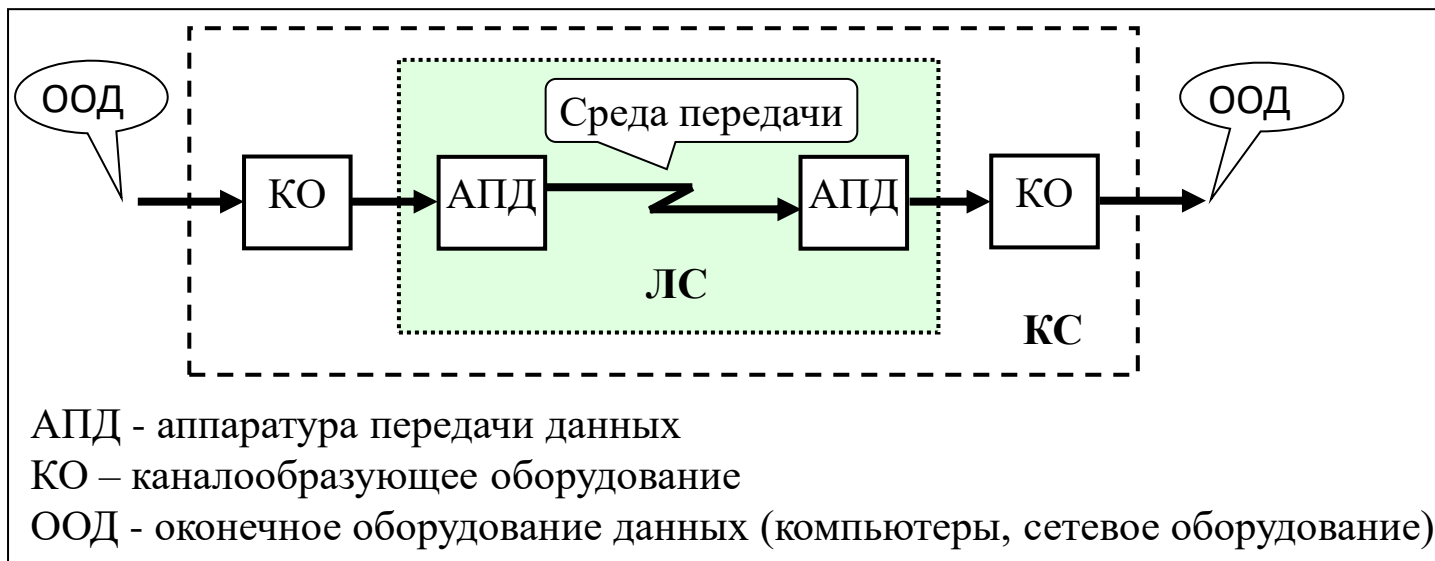 ООД
Среда передачи
ООД
КО
АПД
АПД
КО
ЛС
КС
АПД - аппаратура передачи данных
КО – каналообразующее оборудование
ООД - оконечное оборудование данных (компьютеры, сетевое оборудование)